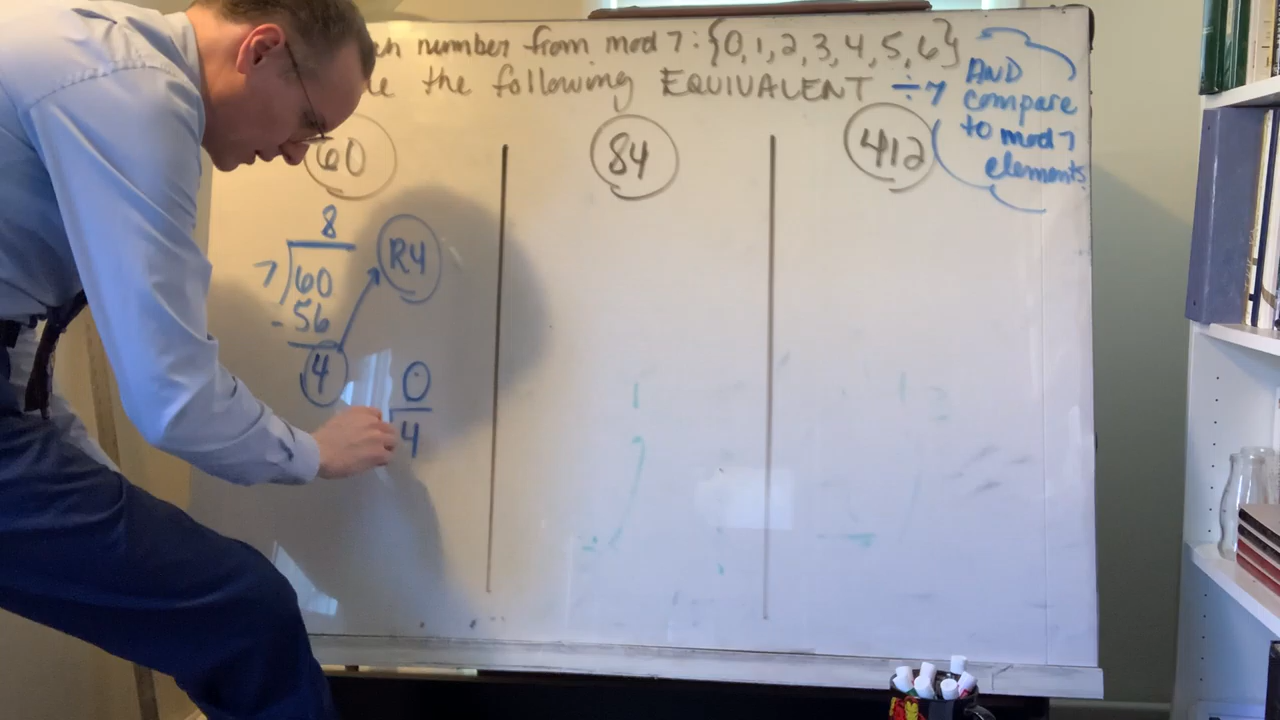 number from mod 7: {0, 1, 2, 3, 4, 5, 6}
the following EQUIVALENT
÷7 AND
compare
to mod 7
elements
60
84
412
8
7 60
R4
- 56
4
0
4